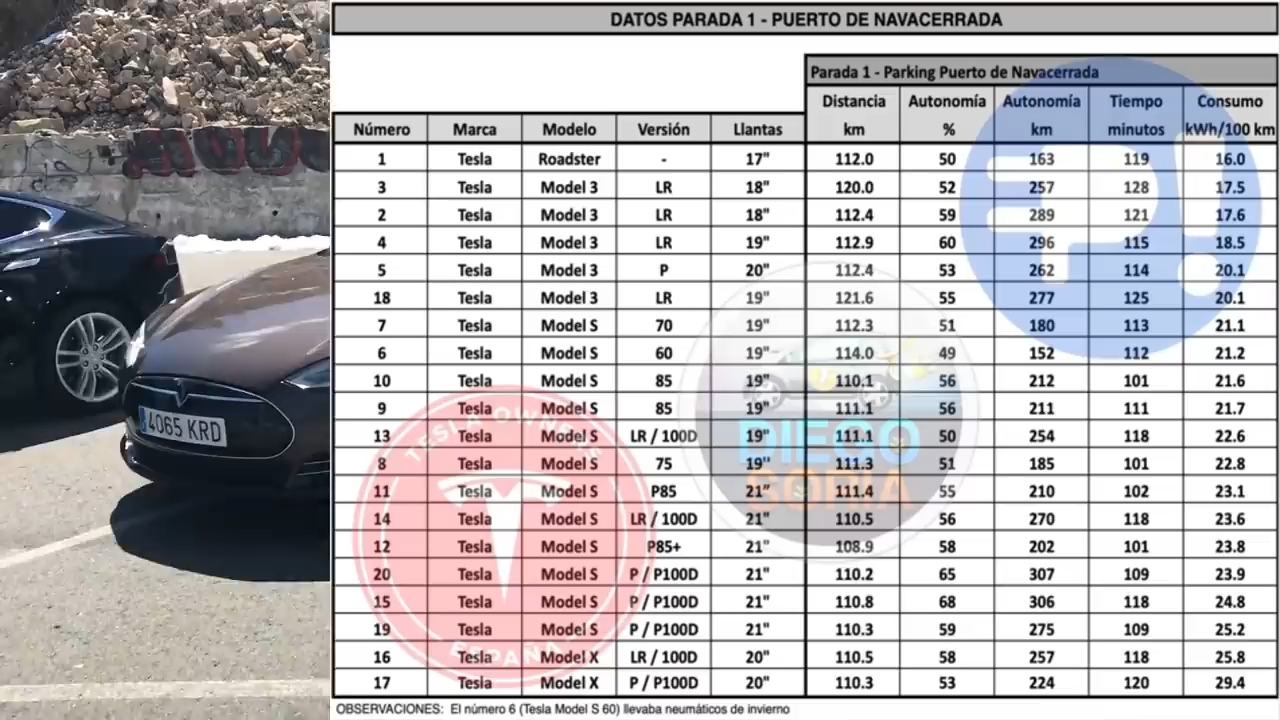 DATOS PARADA 1 - PUERTO DE NAVACERRADA
Parada 1 - Parking Puerto de Navacerrada
Distancia Autonomía Autonomía Tiempo Consumo
Número Marca Modelo Versión Llantas km % km minutos kWh/100 km
1 Tesla Roadster - 17" 112.0 50 163 119 16.0
3 Tesla Model 3 LR 18" 120.0 52 257 128 17.5
2 Tesla Model 3 LR 18" 112.4 59 289 121 17.6
4 Tesla Model 3 LR 19" 112.9 60 296 115 18.5
5 Tesla Model 3 P 20" 112.4 53 262 114 20.1
18 Tesla Model 3 LR 19" 121.6 55 277 125 20.1
7 Tesla Model S 70 19" 112.3 51 180 113 21.1
6 Tesla Model S 60 19" 114.0 49 152 112 21.2
10 Tesla Model S 85 19" 110.1 56 212 101 21.6
9 Tesla Model S 85 19" 111.1 56 211 111 21.7
13 Tesla Model S LR / 100D 19" 111.1 50 254 118 22.6
8 Tesla Model S 75 19" 111.3 51 185 101 22.8
11 Tesla Model S P85 21" 111.4 55 210 102 23.1
14 Tesla Model S LR / 100D 21" 110.5 56 270 118 23.6
12 Tesla Model S P85+ 21" 108.9 58 202 101 23.8
20 Tesla Model S P / P100D 21" 110.2 65 307 109 23.9
15 Tesla Model S P / P100D 21" 110.8 68 306 118 24.8
19 Tesla Model S P / P100D 21" 110.3 59 275 109 25.2
16 Tesla Model X LR / 100D 20" 110.5 58 257 118 25.8
17 Tesla Model X P / P100D 20" 110.3 53 224 120 29.4
OBSERVACIONES: El número 6 (Tesla Model S 60) llevaba neumáticos de invierno
4065 KRD
TESLA OWNERS
ESPAÑA
DIEGO
SORIA
P!